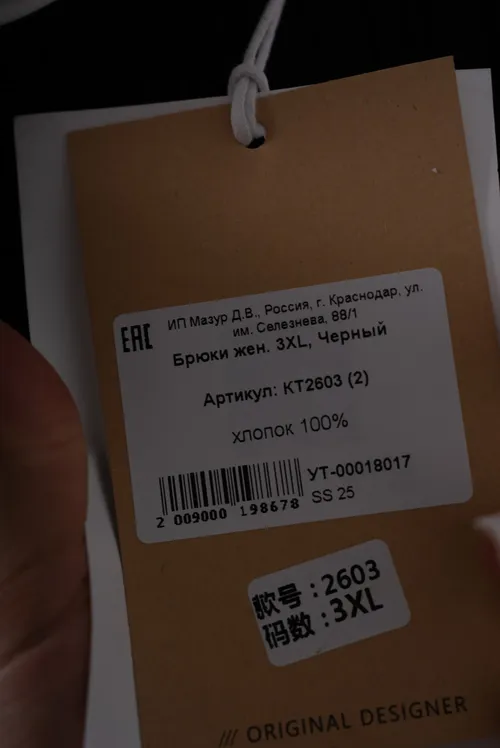 EAC
ИП Мазур Д.В., Россия, г. Краснодар, ул.
им. Селезнева, 88/1
Брюки жен. 3XL, Черный
Артикул: КТ2603 (2)
хлопок 100%
УТ-00018017
SS 25
2 009000 198678
款号:2603
码数:3XL
/// ORIGINAL DESIGNER